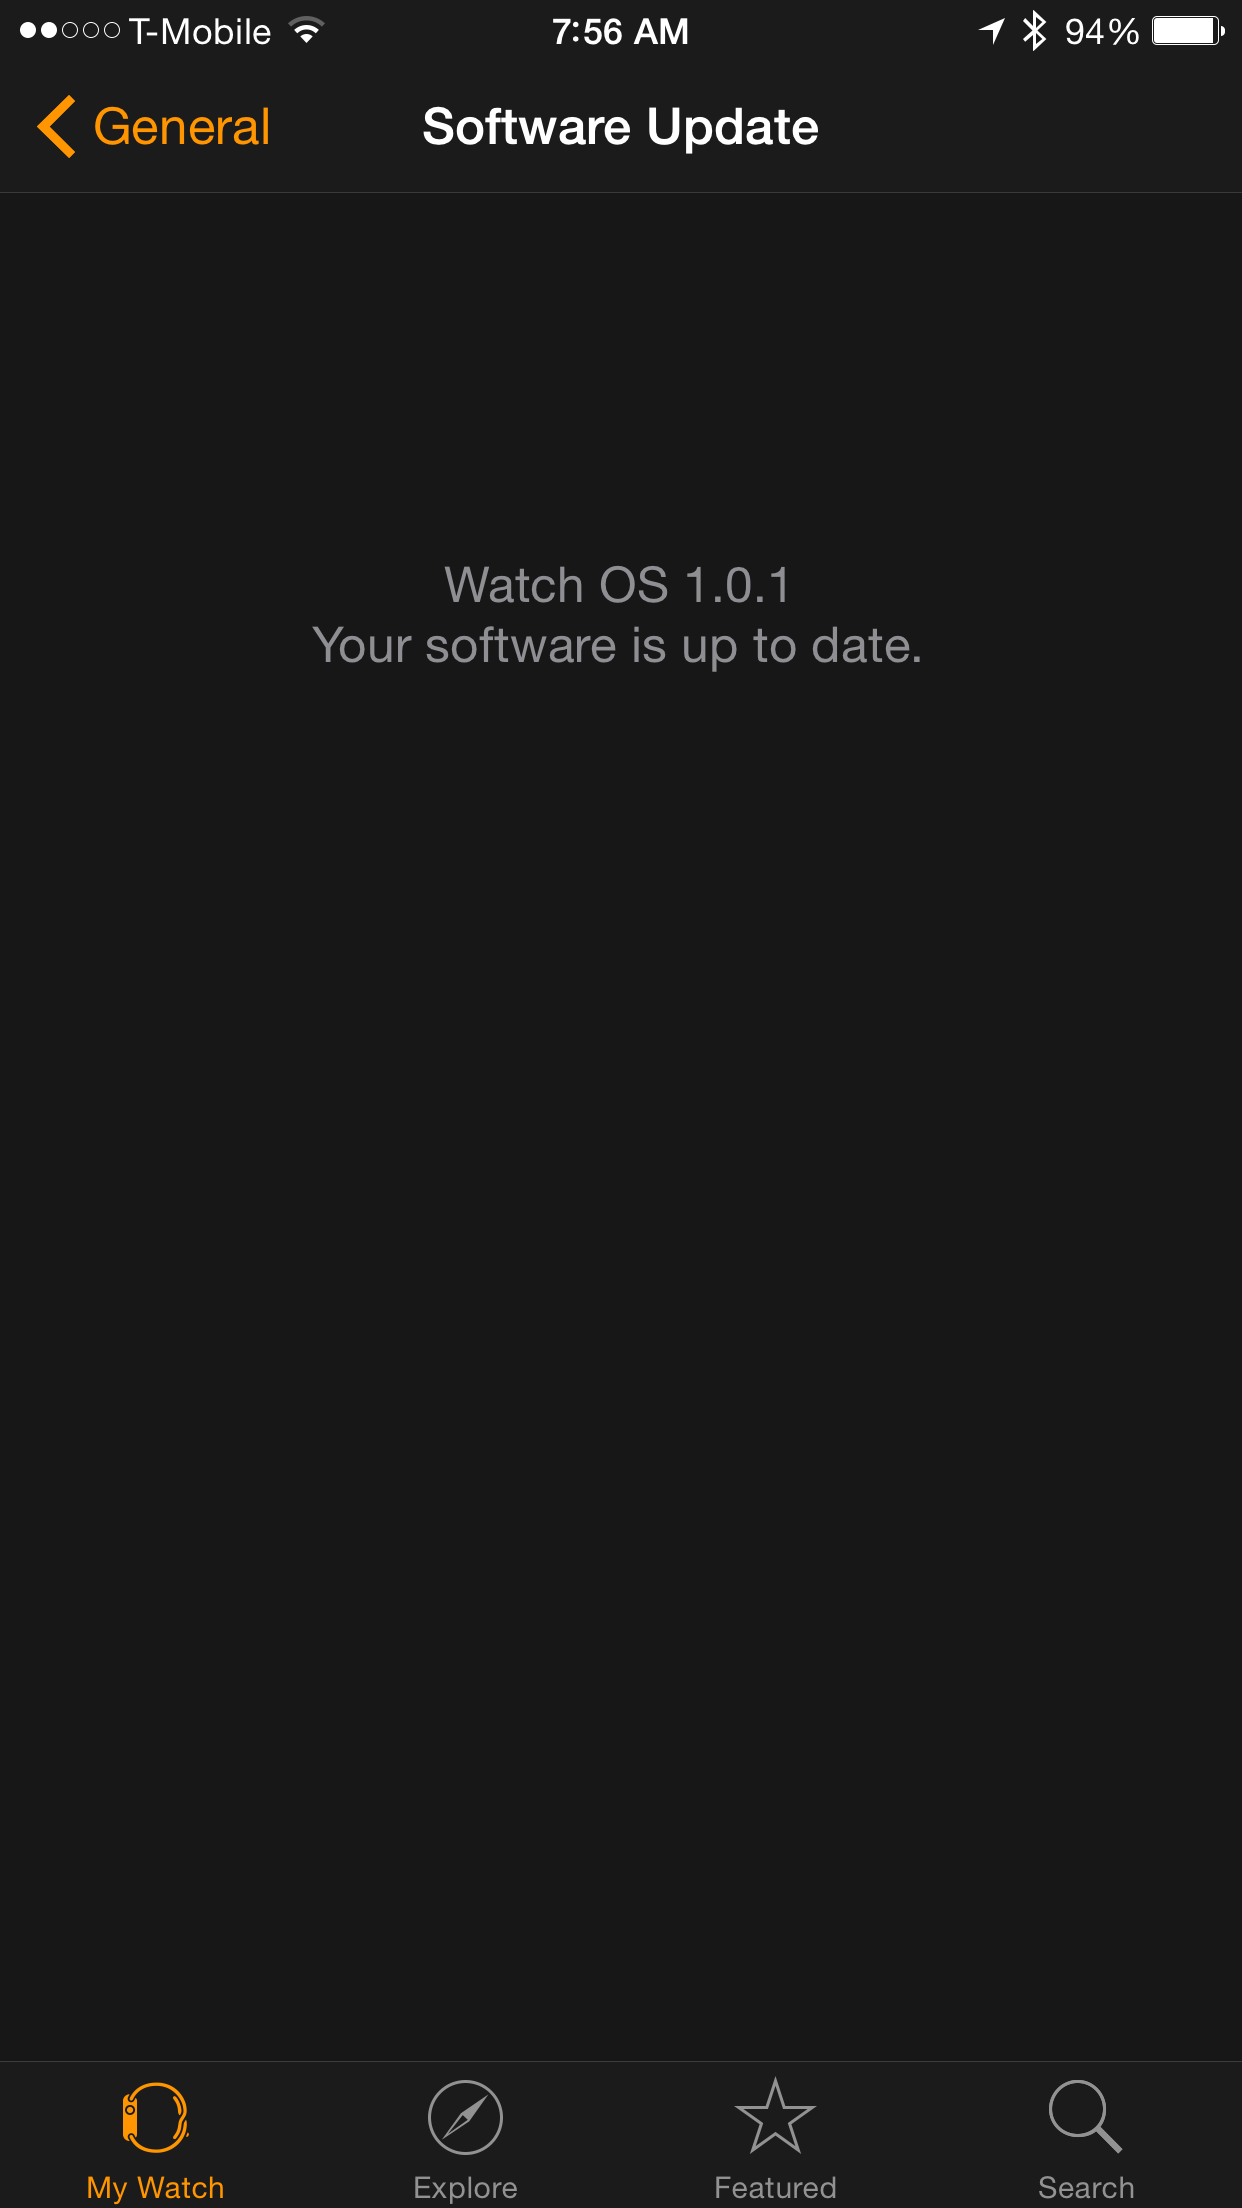 T-Mobile 7:56 AM 94%
General Software Update
Watch OS 1.0.1
Your software is up to date.
My Watch Explore Featured Search